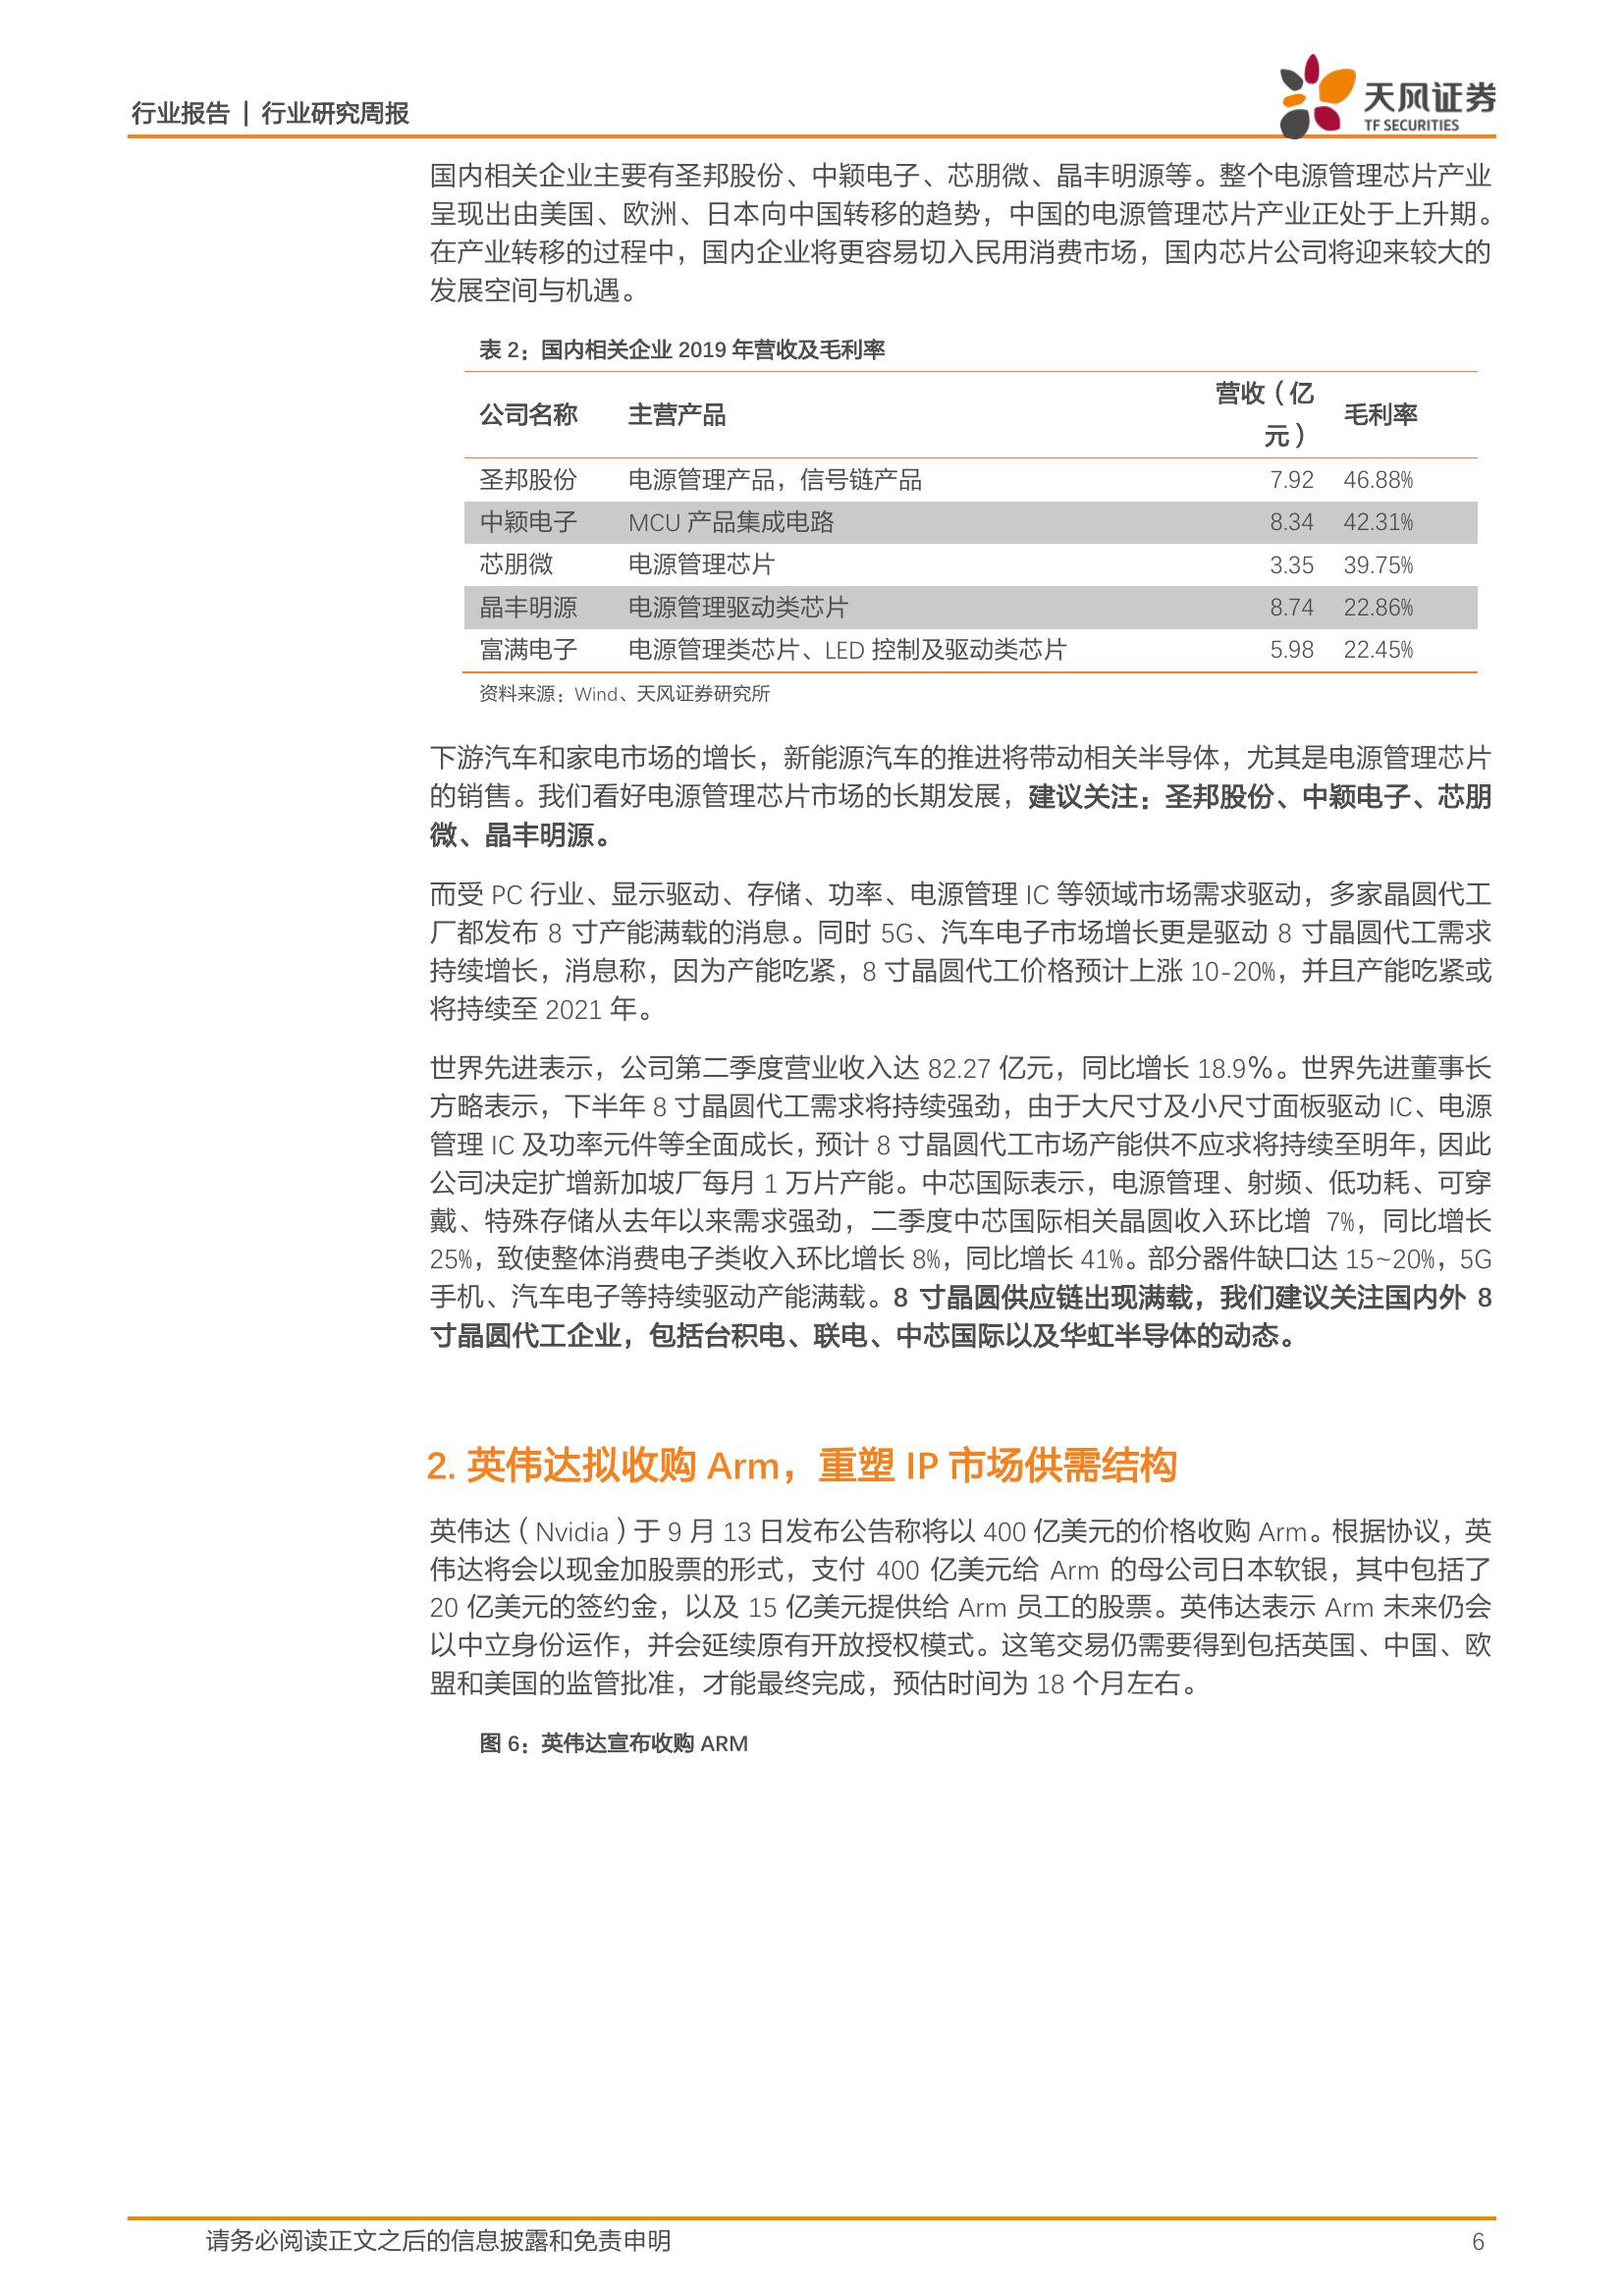 行业报告 | 行业研究周报
天风证券
TF SECURITIES
国内相关企业主要有圣邦股份、中颖电子、芯朋微、晶丰明源等。整个电源管理芯片产业
呈现出由美国、欧洲、日本向中国转移的趋势，中国的电源管理芯片产业正处于上升期。
在产业转移的过程中，国内企业将更容易切入民用消费市场，国内芯片公司将迎来较大的
发展空间与机遇。
表 2：国内相关企业 2019 年营收及毛利率
公司名称 主营产品 营收（亿元） 毛利率
圣邦股份 电源管理产品，信号链产品 7.92 46.88%
中颖电子 MCU 产品集成电路 8.34 42.31%
芯朋微 电源管理芯片 3.35 39.75%
晶丰明源 电源管理驱动类芯片 8.74 22.86%
富满电子 电源管理类芯片、LED 控制及驱动类芯片 5.98 22.45%
资料来源：Wind、天风证券研究所
下游汽车和家电市场的增长，新能源汽车的推进将带动相关半导体，尤其是电源管理芯片
的销售。我们看好电源管理芯片市场的长期发展，建议关注：圣邦股份、中颖电子、芯朋
微、晶丰明源。
而受 PC 行业、显示驱动、存储、功率、电源管理 IC 等领域市场需求驱动，多家晶圆代工
厂都发布 8 寸产能满载的消息。同时 5G、汽车电子市场增长更是驱动 8 寸晶圆代工需求
持续增长，消息称，因为产能吃紧，8 寸晶圆代工价格预计上涨 10-20%，并且产能吃紧或
将持续至 2021 年。
世界先进表示，公司第二季度营业收入达 82.27 亿元，同比增长 18.9％。世界先进董事长
方略表示，下半年 8 寸晶圆代工需求将持续强劲，由于大尺寸及小尺寸面板驱动 IC、电源
管理 IC 及功率元件等全面成长，预计 8 寸晶圆代工市场产能供不应求将持续至明年，因此
公司决定扩增新加坡厂每月 1 万片产能。中芯国际表示，电源管理、射频、低功耗、可穿
戴、特殊存储从去年以来需求强劲，二季度中芯国际相关晶圆收入环比增 7%，同比增长
25%，致使整体消费电子类收入环比增长 8%，同比增长 41%。部分器件缺口达 15~20%，5G
手机、汽车电子等持续驱动产能满载。8 寸晶圆供应链出现满载，我们建议关注国内外 8
寸晶圆代工企业，包括台积电、联电、中芯国际以及华虹半导体的动态。
2. 英伟达拟收购 Arm，重塑 IP 市场供需结构
英伟达（Nvidia）于 9 月 13 日发布公告称将以 400 亿美元的价格收购 Arm。根据协议，英
伟达将会以现金加股票的形式，支付 400 亿美元给 Arm 的母公司日本软银，其中包括了
20 亿美元的签约金，以及 15 亿美元提供给 Arm 员工的股票。英伟达表示 Arm 未来仍会
以中立身份运作，并会延续原有开放授权模式。这笔交易仍需要得到包括英国、中国、欧
盟和美国的监管批准，才能最终完成，预估时间为 18 个月左右。
图 6：英伟达宣布收购 ARM
请务必阅读正文之后的信息披露和免责申明 6